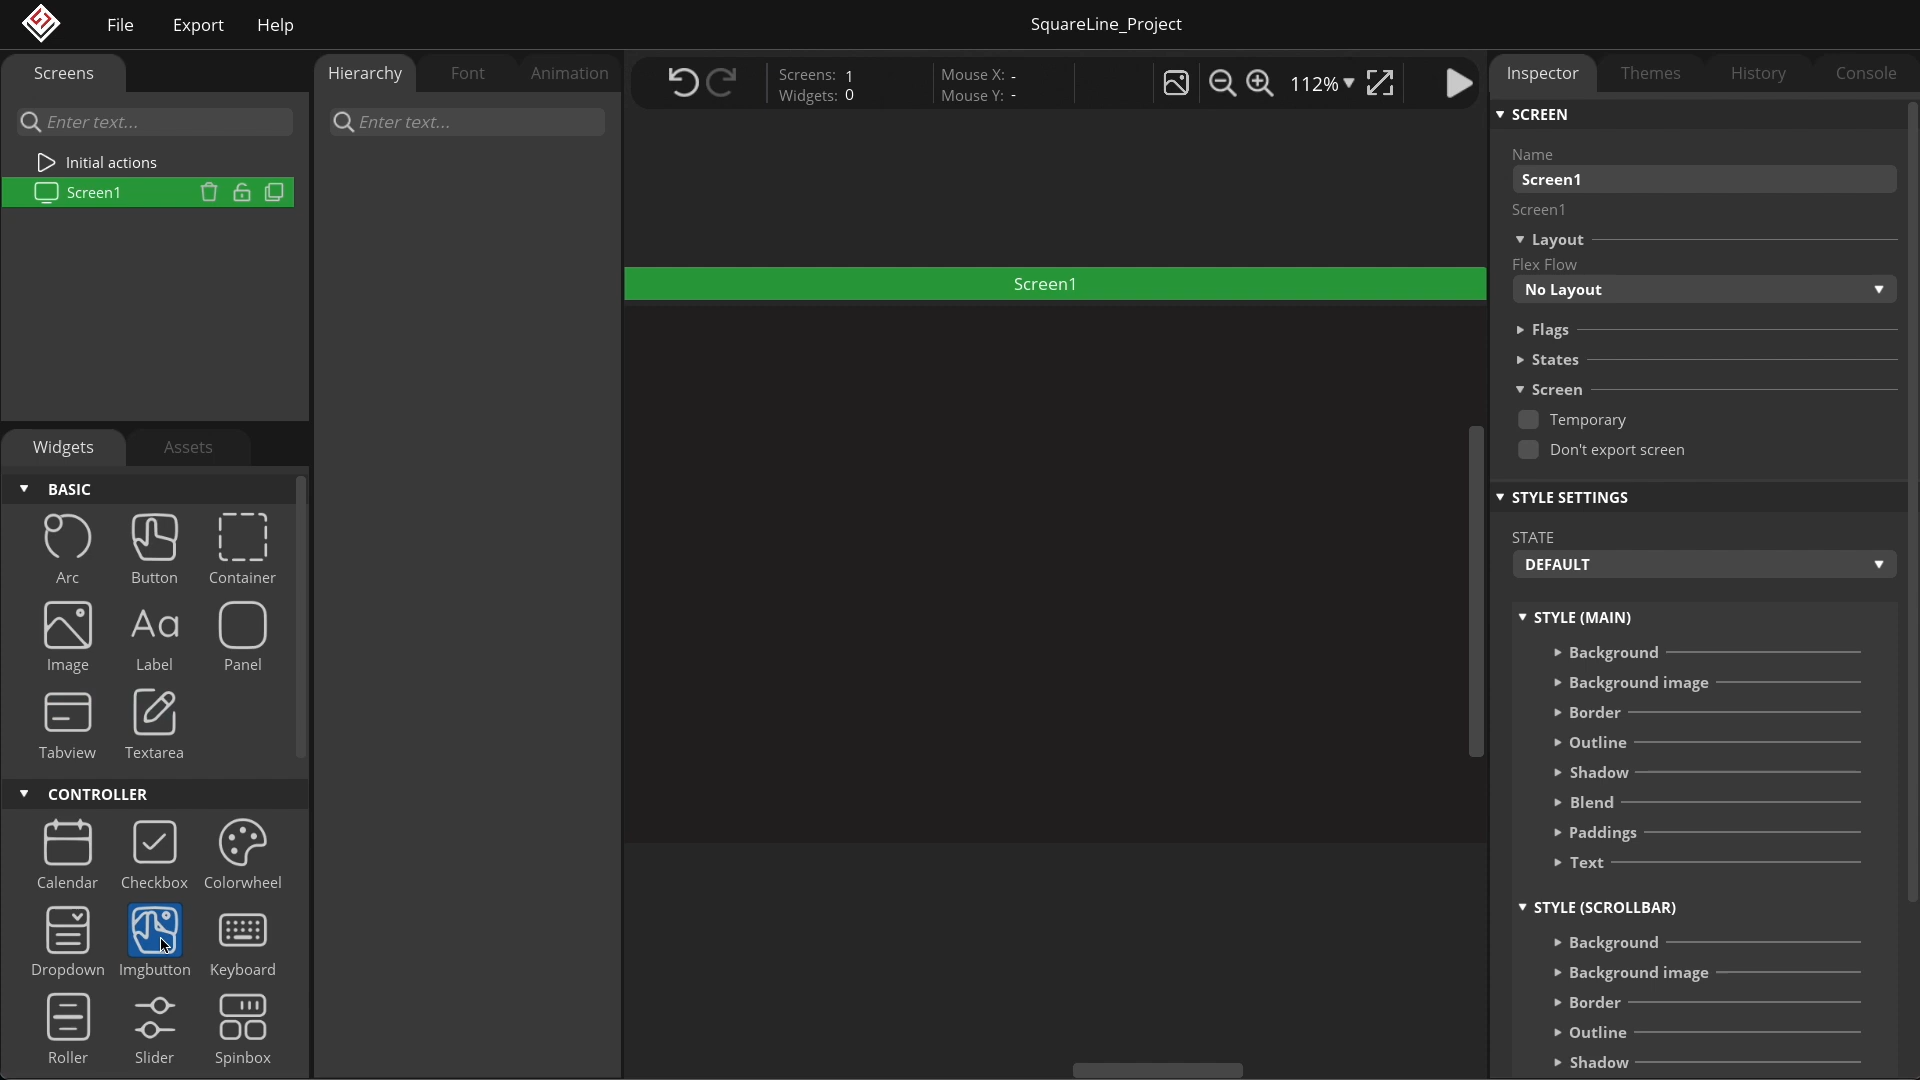 File Export Help SquareLine_Project
Screens
Hierarchy Font Animation
Screens: 1
Widgets: 0
Mouse X: -
Mouse Y: -
112%
Inspector Themes History Console
Enter text...
Initial actions
Screen1
Enter text...
Screen1
Widgets Assets
BASIC
Arc Button Container
Image Label Panel
Tabview Textarea
CONTROLLER
Calendar Checkbox Colorwheel
Dropdown Imgbutton Keyboard
Roller Slider Spinbox
SCREEN
Name
Screen1
Screen1
Layout
Flex Flow
No Layout
Flags
States
Screen
Temporary
Don't export screen
STYLE SETTINGS
STATE
DEFAULT
STYLE (MAIN)
Background
Background image
Border
Outline
Shadow
Blend
Paddings
Text
STYLE (SCROLLBAR)
Background
Background image
Border
Outline
Shadow